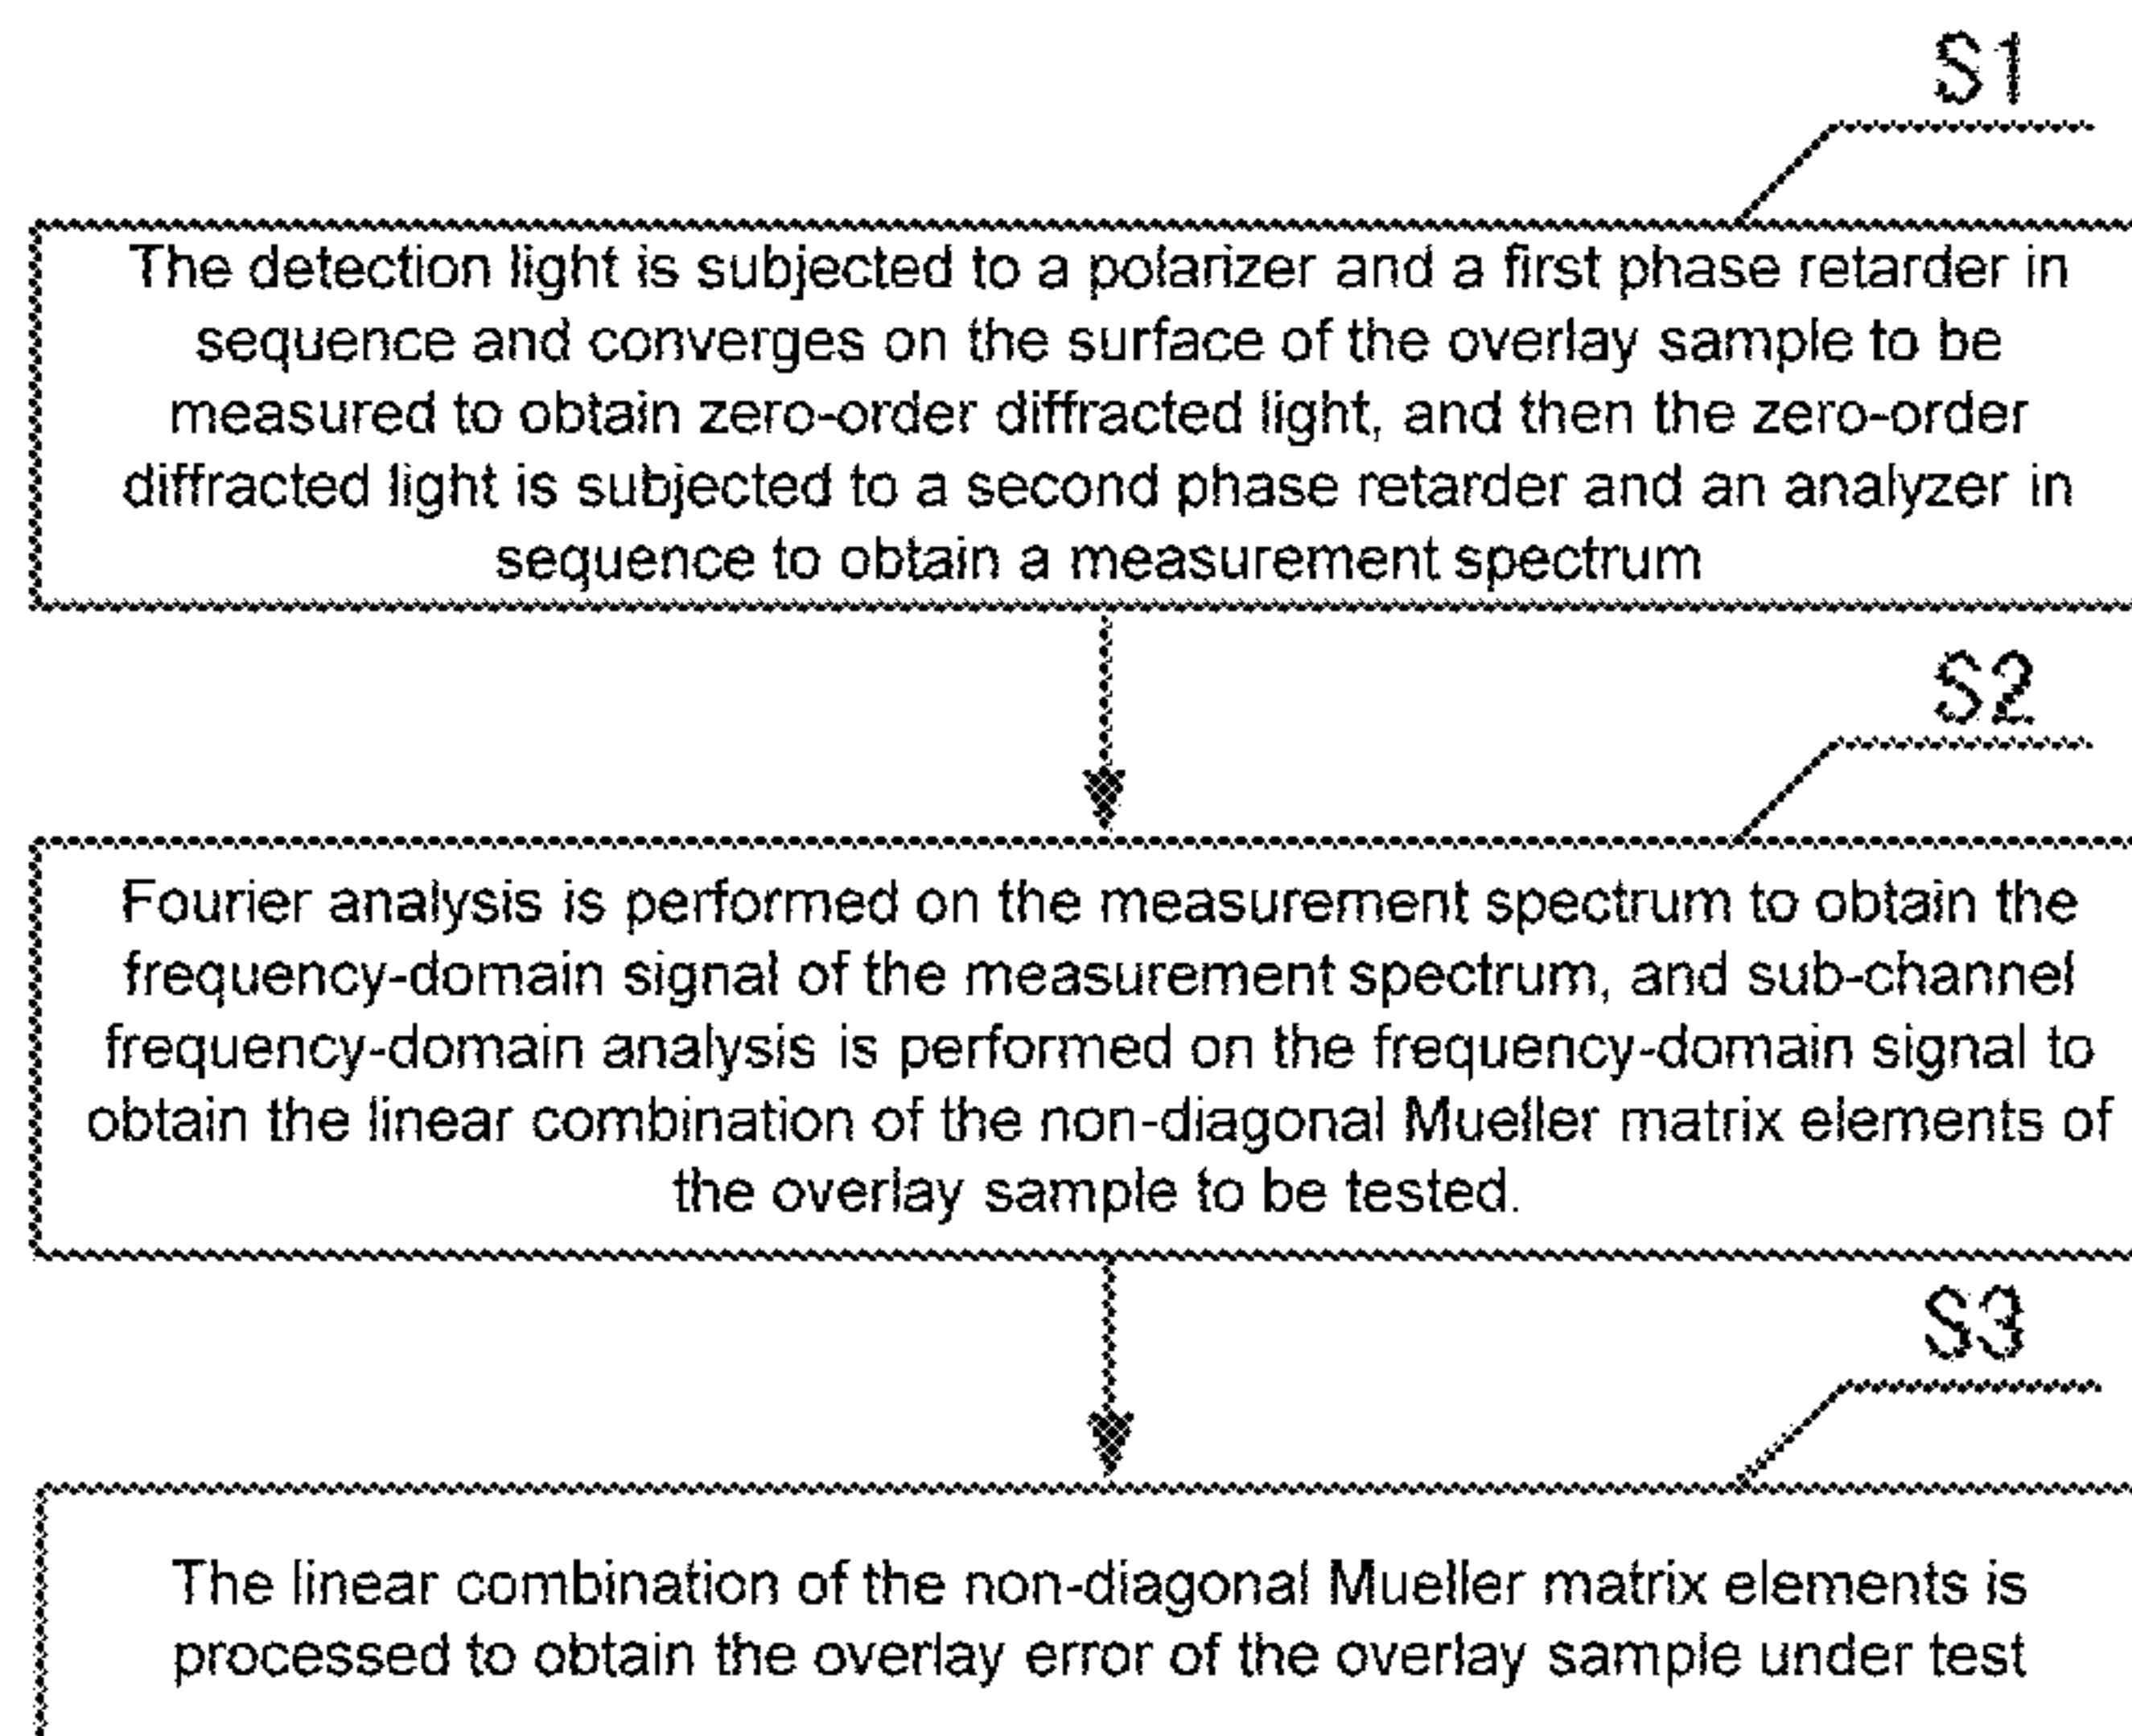 S1
The detection light is subjected to a polarizer and a first phase retarder in
sequence and converges on the surface of the overlay sample to be
measured to obtain zero-order diffracted light, and then the zero-order
diffracted light is subjected to a second phase retarder and an analyzer in
sequence to obtain a measurement spectrum
S2
Fourier analysis is performed on the measurement spectrum to obtain the
frequency-domain signal of the measurement spectrum, and sub-channel
frequency-domain analysis is performed on the frequency-domain signal to
obtain the linear combination of the non-diagonal Mueller matrix elements of
the overlay sample to be tested.
S3
The linear combination of the non-diagonal Mueller matrix elements is
processed to obtain the overlay error of the overlay sample under test